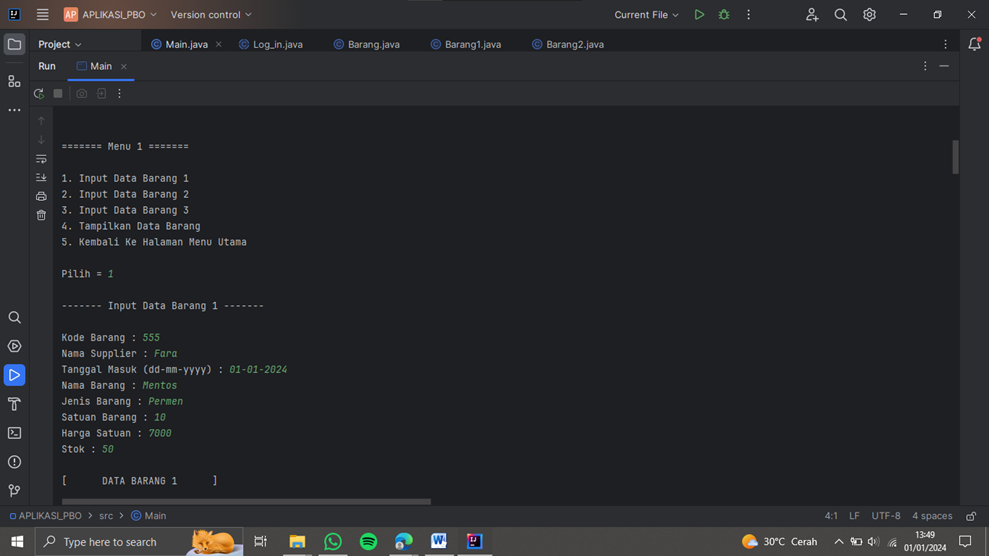 AP APLIKASI_PBO Version control Current File
Project Main.java Log_in.java Barang.java Barang1.java Barang2.java
Run Main
======= Menu 1 =======
1. Input Data Barang 1
2. Input Data Barang 2
3. Input Data Barang 3
4. Tampilkan Data Barang
5. Kembali Ke Halaman Menu Utama
Pilih = 1
------- Input Data Barang 1 -------
Kode Barang : 555
Nama Supplier : Fara
Tanggal Masuk (dd-mm-yyyy) : 01-01-2024
Nama Barang : Mentos
Jenis Barang : Permen
Satuan Barang : 10
Harga Satuan : 7000
Stok : 50
[ DATA BARANG 1 ]
APLIKASI_PBO > src > Main 4:1 LF UTF-8 4 spaces
Type here to search 30°C Cerah 13:49
01/01/2024